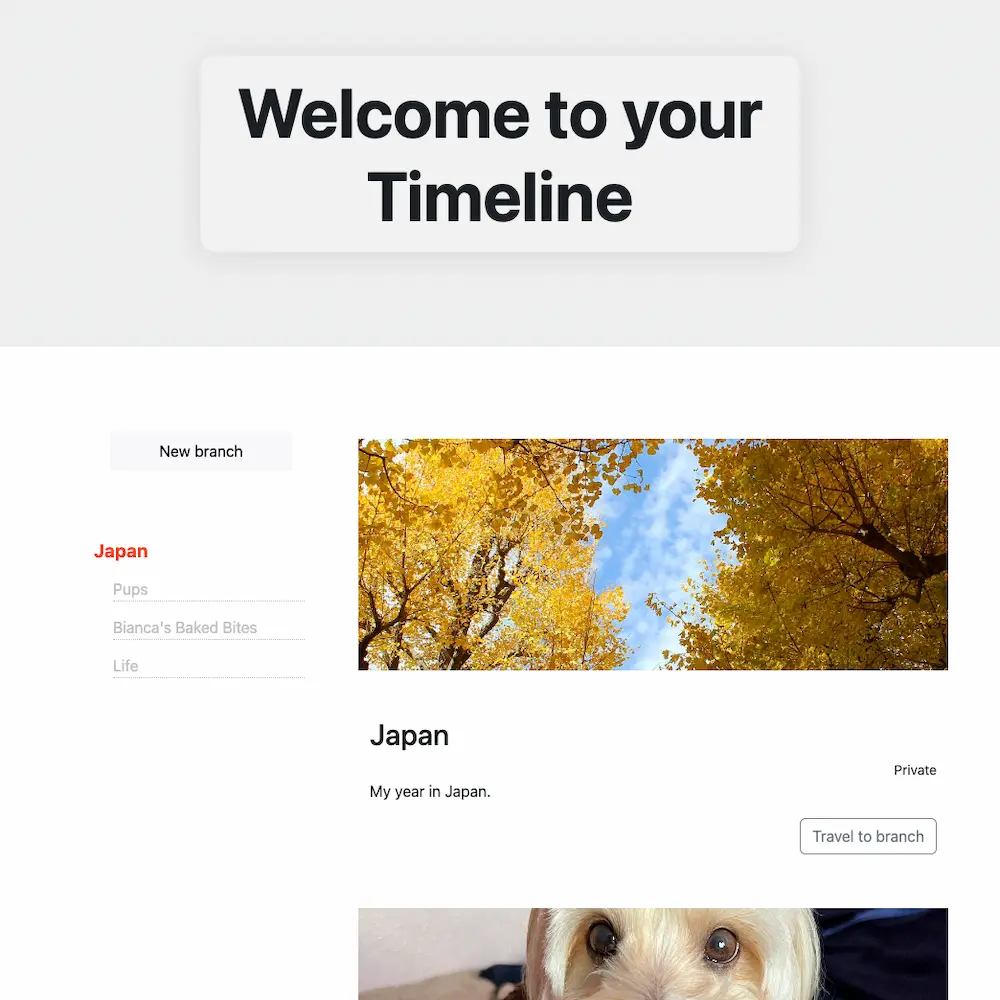 Welcome to your
Timeline
New branch
Japan
Pups
Bianca's Baked Bites
Life
Japan
Private
My year in Japan.
Travel to branch